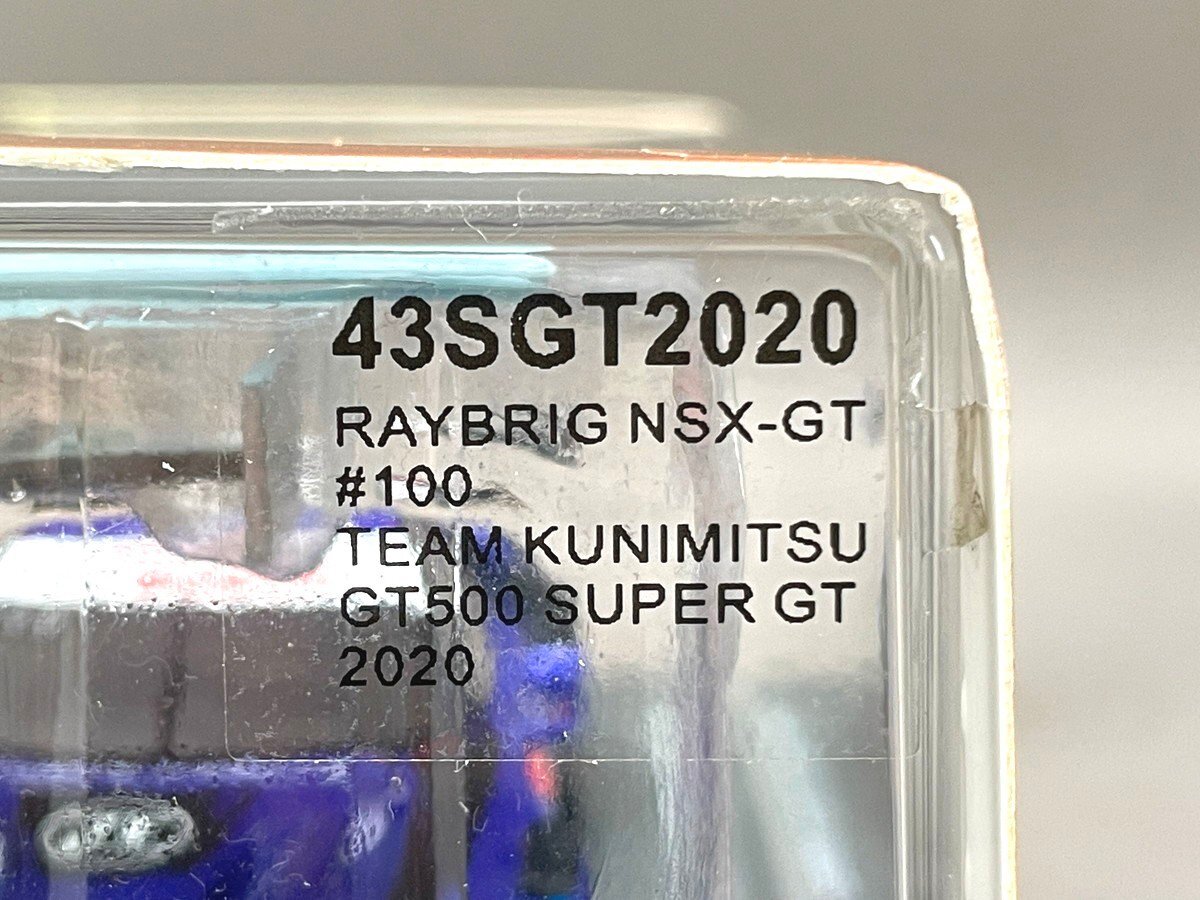 43SGT2020
RAYBRIG NSX-GT
#100
TEAM KUNIMITSU
GT500 SUPER GT
2020